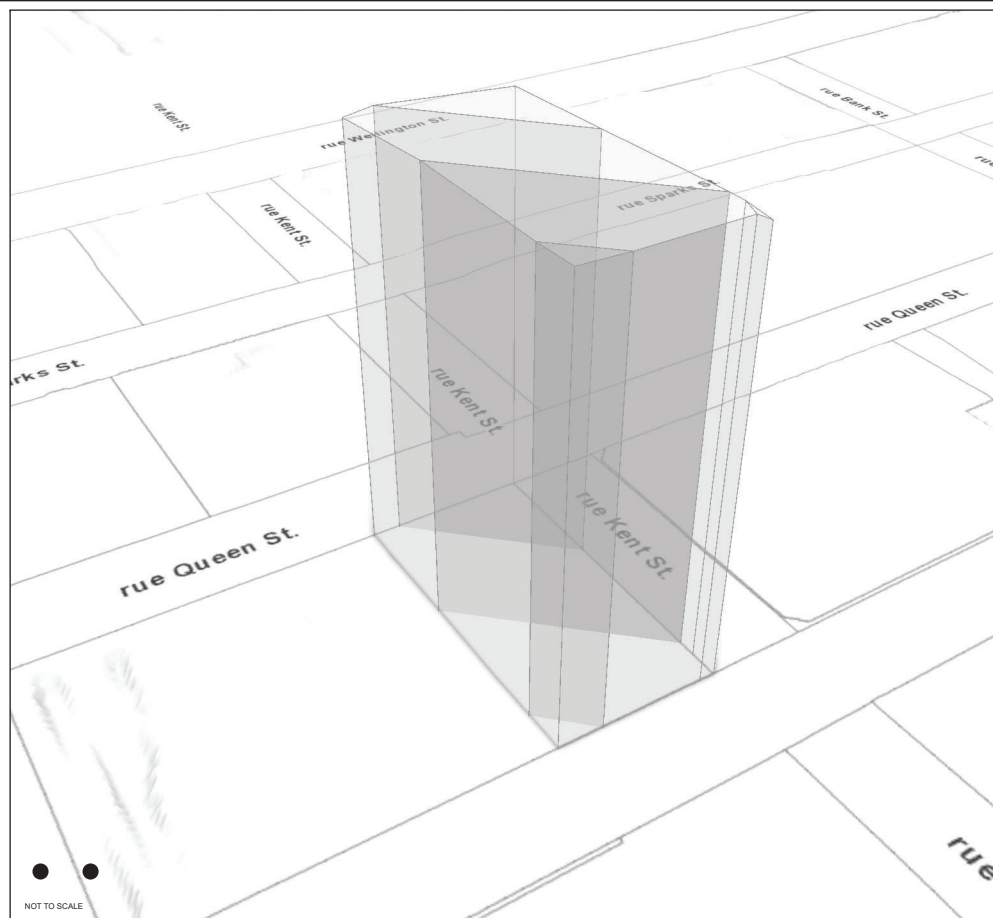 rue Bank St.
rue Kent St.
rue Wellington St.
rue
rue Sparks St.
rue Kent St.
rue Queen St.
rks St.
rue Kent St.
rue Kent St.
rue Queen St.
rue
NOT TO SCALE